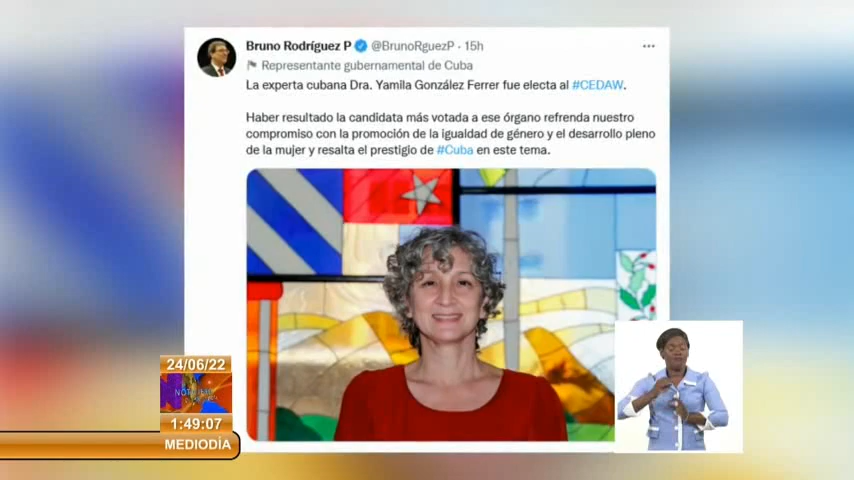 Bruno Rodríguez P @BrunoRguezP · 15h
Representante gubernamental de Cuba
La experta cubana Dra. Yamila González Ferrer fue electa al #CEDAW.
Haber resultado la candidata más votada a ese órgano refrenda nuestro
compromiso con la promoción de la igualdad de género y el desarrollo pleno
de la mujer y resalta el prestigio de #Cuba en este tema.
24/06/22
1:49:07
MEDIODÍA